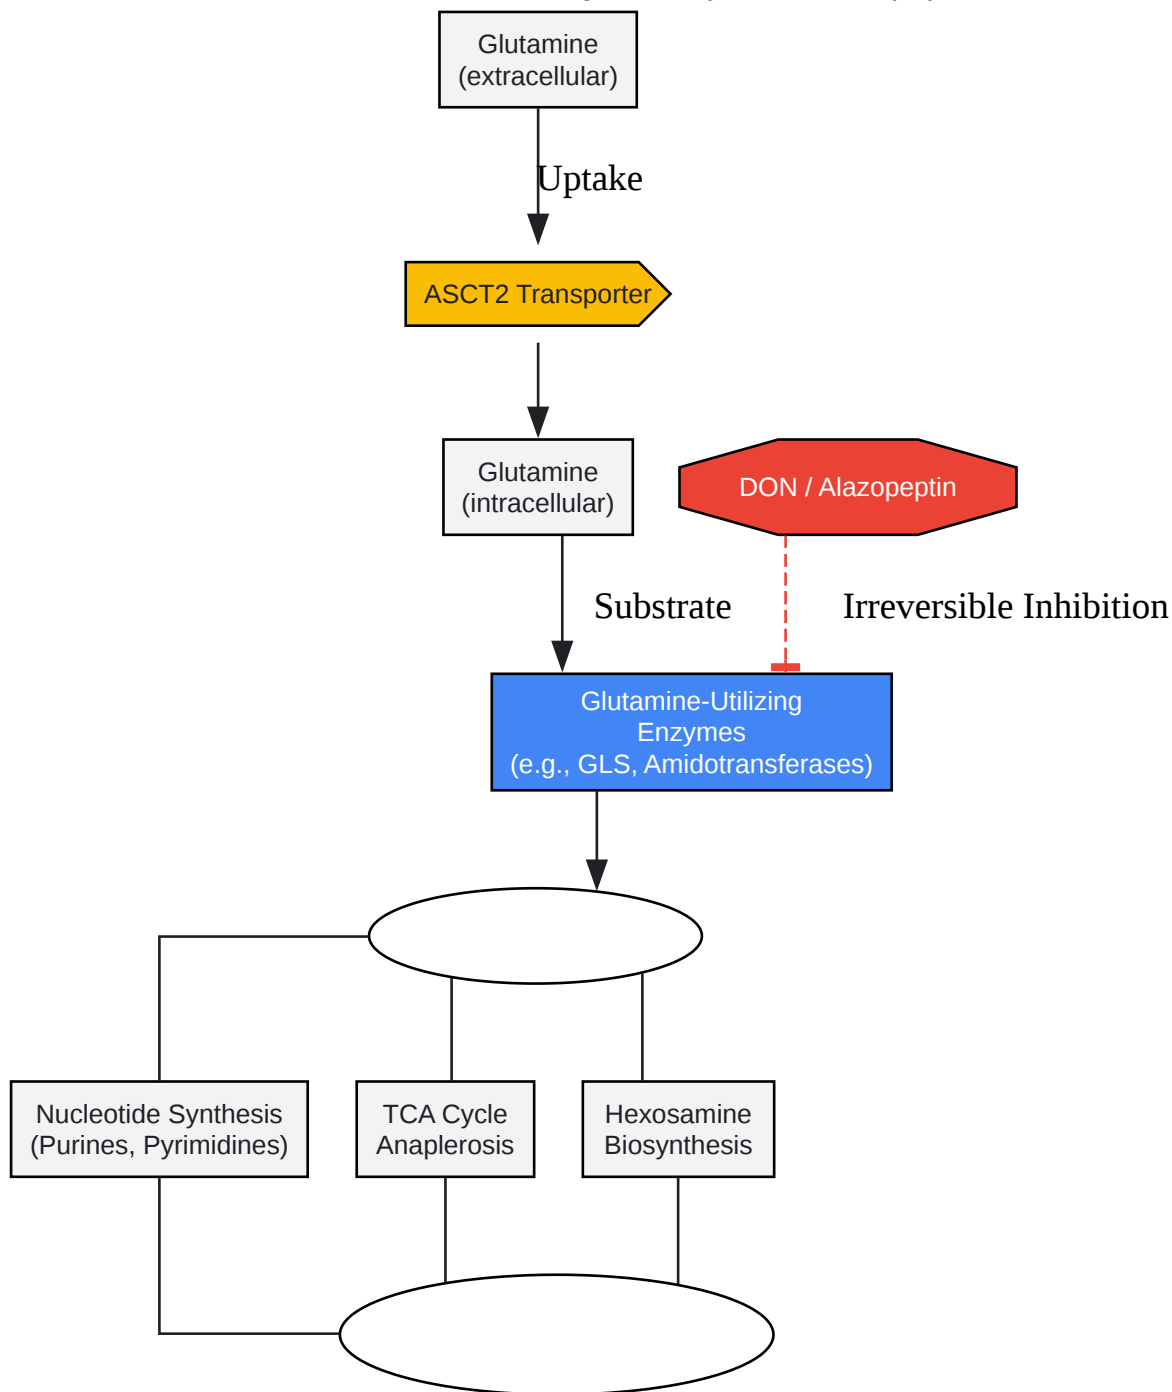 Glutamine
(extracellular)
Uptake
ASCT2 Transporter
Glutamine
(intracellular)
DON / Alazopeptin
Substrate
Irreversible Inhibition
Glutamine-Utilizing
Enzymes
(e.g., GLS, Amidotransferases)
Nucleotide Synthesis
(Purines, Pyrimidines)
TCA Cycle
Anaplerosis
Hexosamine
Biosynthesis